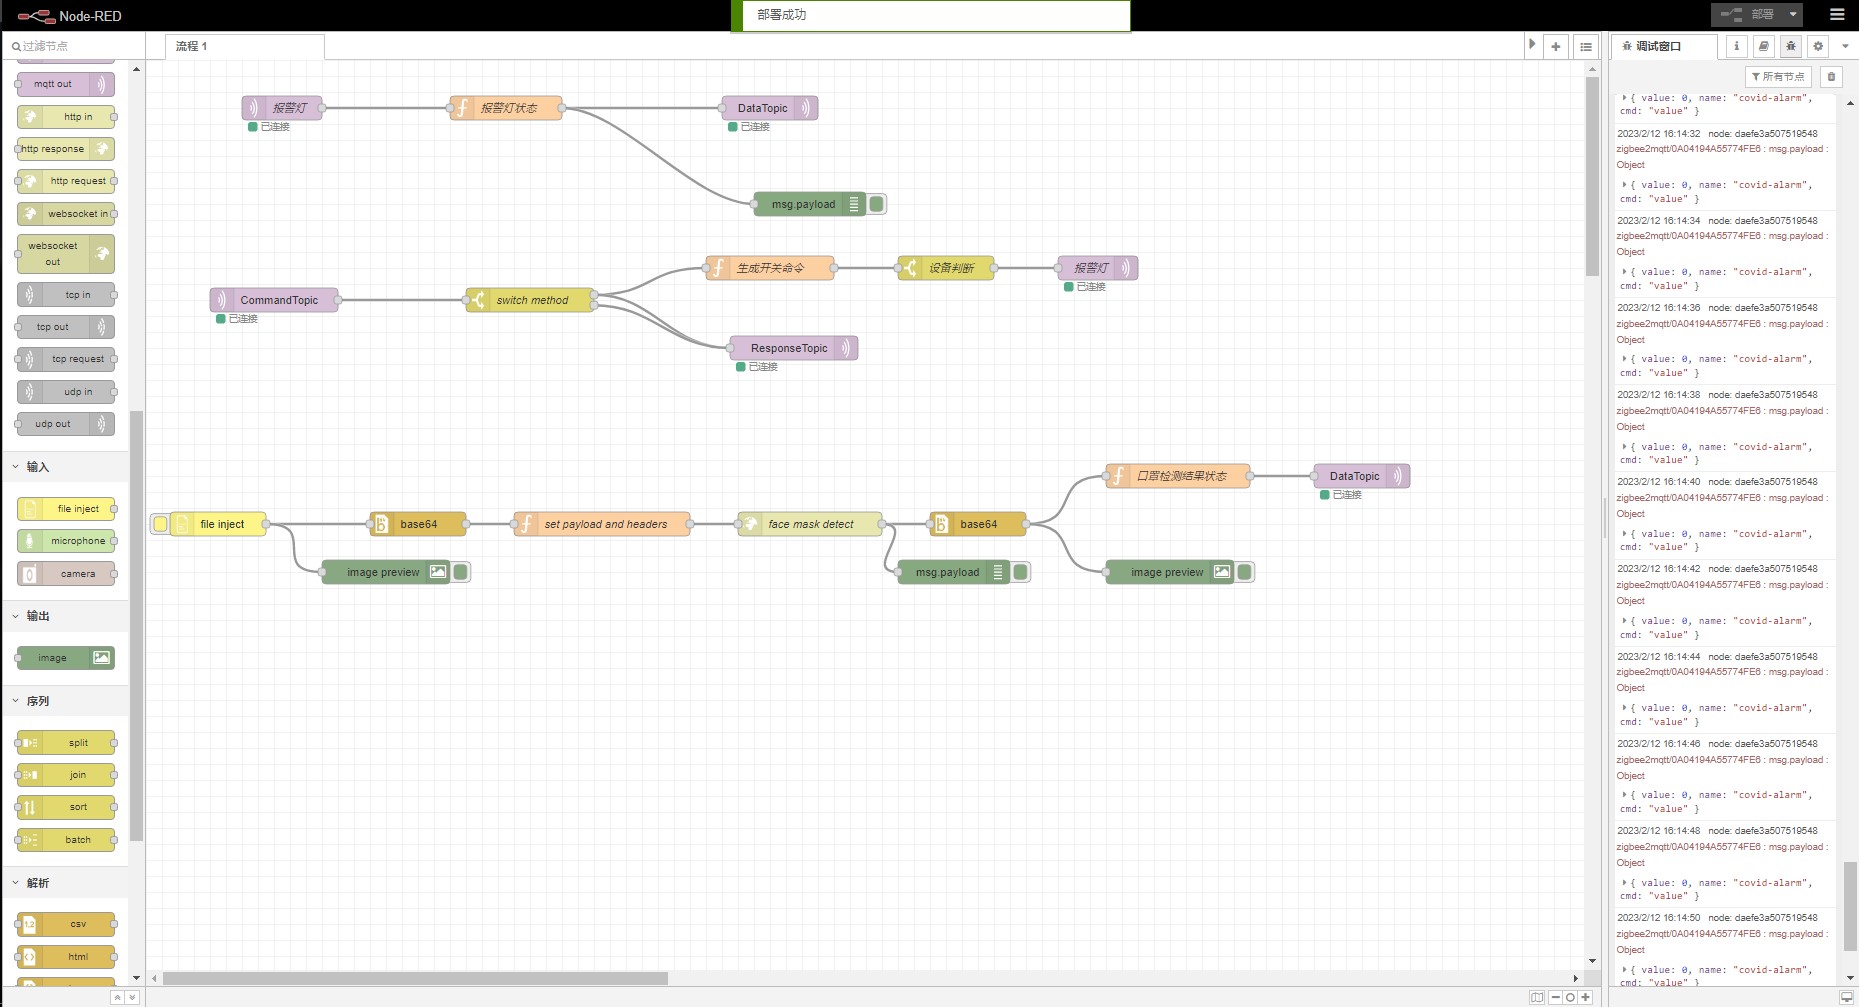 Node-RED
部署成功
部署
过滤节点
流程 1
调试窗口
所有节点
mqtt out
http in
http response
http request
websocket in
websocket
out
tcp in
tcp out
tcp request
udp in
udp out
输入
file inject
microphone
camera
输出
image
序列
split
join
sort
batch
解析
csv
html
报警灯
已连接
报警灯状态
DataTopic
已连接
msg.payload
CommandTopic
已连接
switch method
生成开关命令
设备判断
报警灯
已连接
ResponseTopic
已连接
file inject
base64
set payload and headers
face mask detect
base64
口罩检测结果状态
DataTopic
已连接
image preview
msg.payload
image preview
{ value: 0, name: "covid-alarm",
cmd: "value" }
2023/2/12 16:14:32 node: daefe3a507519548
zigbee2mqtt/0A04194A55774FE6 : msg.payload :
Object
{ value: 0, name: "covid-alarm",
cmd: "value" }
2023/2/12 16:14:34 node: daefe3a507519548
zigbee2mqtt/0A04194A55774FE6 : msg.payload :
Object
{ value: 0, name: "covid-alarm",
cmd: "value" }
2023/2/12 16:14:36 node: daefe3a507519548
zigbee2mqtt/0A04194A55774FE6 : msg.payload :
Object
{ value: 0, name: "covid-alarm",
cmd: "value" }
2023/2/12 16:14:38 node: daefe3a507519548
zigbee2mqtt/0A04194A55774FE6 : msg.payload :
Object
{ value: 0, name: "covid-alarm",
cmd: "value" }
2023/2/12 16:14:40 node: daefe3a507519548
zigbee2mqtt/0A04194A55774FE6 : msg.payload :
Object
{ value: 0, name: "covid-alarm",
cmd: "value" }
2023/2/12 16:14:42 node: daefe3a507519548
zigbee2mqtt/0A04194A55774FE6 : msg.payload :
Object
{ value: 0, name: "covid-alarm",
cmd: "value" }
2023/2/12 16:14:44 node: daefe3a507519548
zigbee2mqtt/0A04194A55774FE6 : msg.payload :
Object
{ value: 0, name: "covid-alarm",
cmd: "value" }
2023/2/12 16:14:46 node: daefe3a507519548
zigbee2mqtt/0A04194A55774FE6 : msg.payload :
Object
{ value: 0, name: "covid-alarm",
cmd: "value" }
2023/2/12 16:14:48 node: daefe3a507519548
zigbee2mqtt/0A04194A55774FE6 : msg.payload :
Object
{ value: 0, name: "covid-alarm",
cmd: "value" }
2023/2/12 16:14:50 node: daefe3a507519548
zigbee2mqtt/0A04194A55774FE6 : msg.payload :
Object
{ value: 0, name: "covid-alarm",
cmd: "value" }